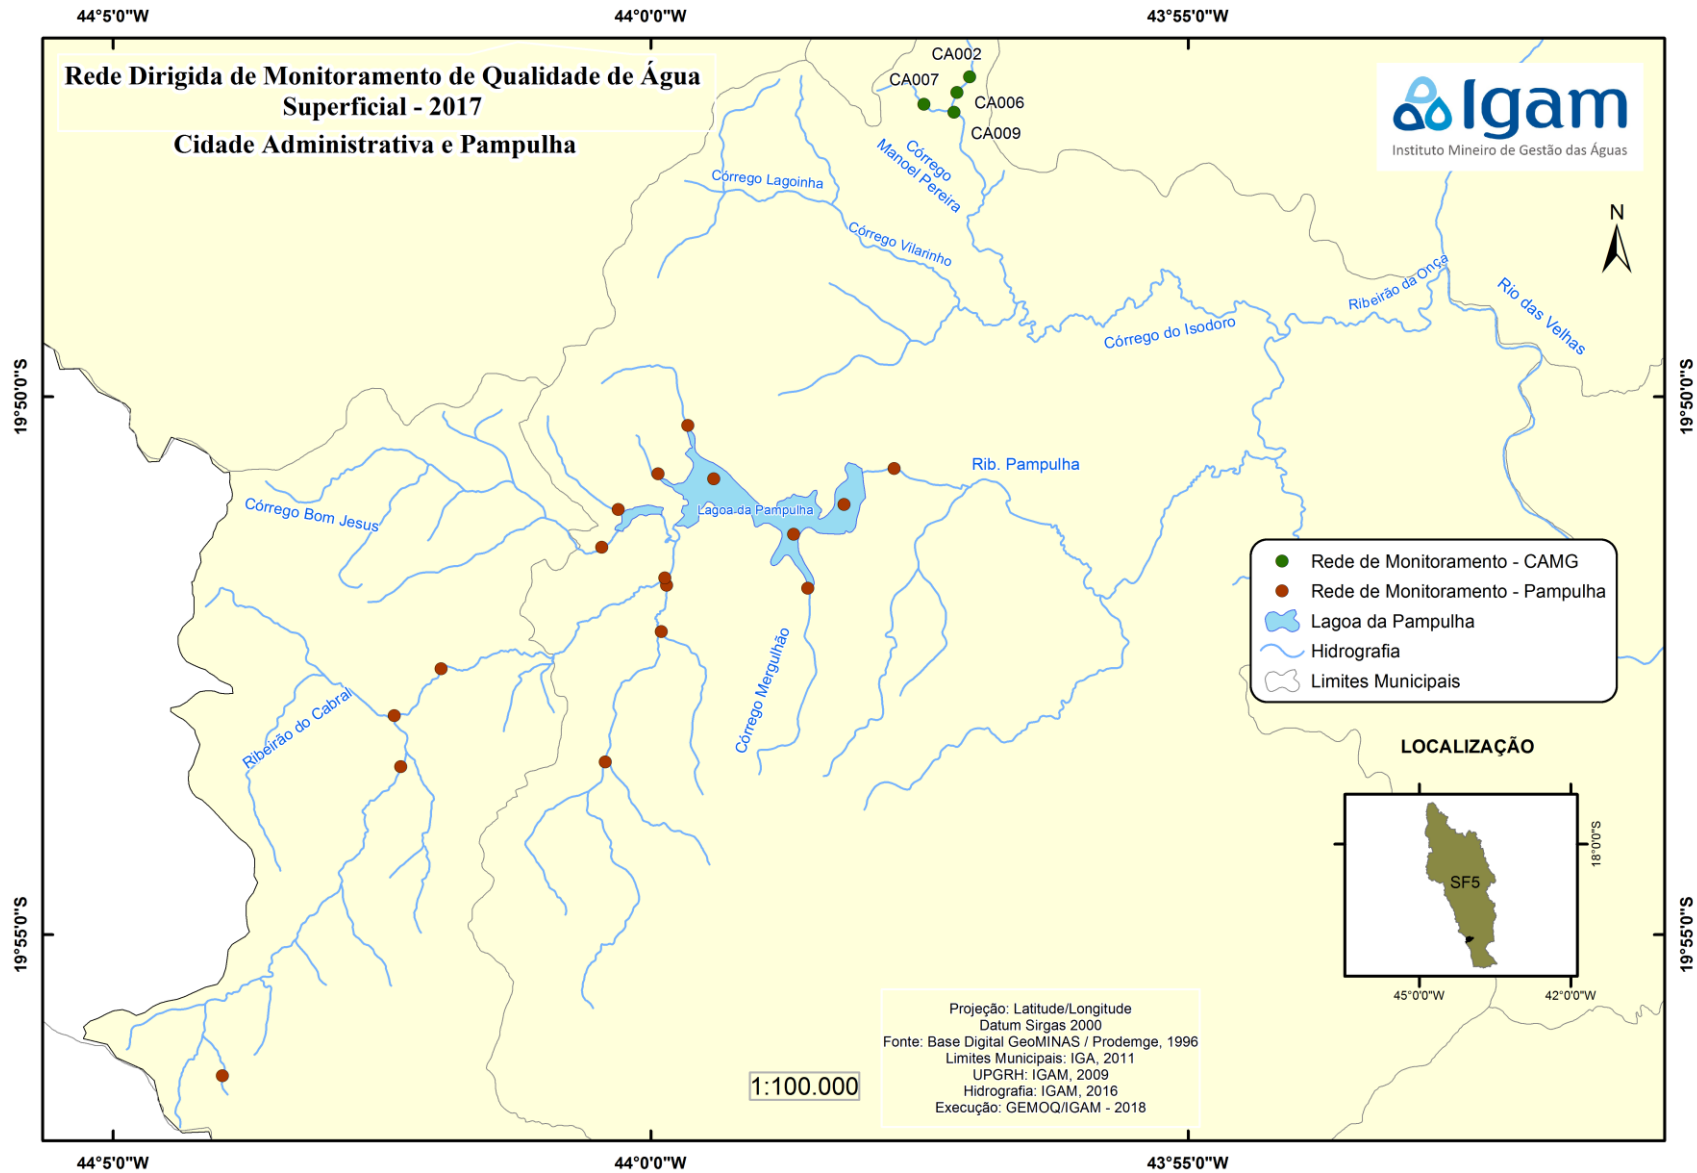 44°5'0"W
44°0'0"W
43°55'0"W
Rede Dirigida de Monitoramento de Qualidade de Água
Superficial - 2017
Cidade Administrativa e Pampulha
CA002
CA007
CA006
CA009
Igam
Instituto Mineiro de Gestão das Águas
N
Córrego
Manoel Pereira
Córrego Lagoinha
Córrego Vilarinho
Ribeirão da Onça
Rio das Velhas
Córrego do Isodoro
19°50'0"S
19°50'0"S
Rib. Pampulha
Lagoa da Pampulha
Córrego Bom Jesus
Córrego Mergulhão
Ribeirão do Cabral
Rede de Monitoramento - CAMG
Rede de Monitoramento - Pampulha
Lagoa da Pampulha
Hidrografia
Limites Municipais
LOCALIZAÇÃO
SF5
18°0'0"S
45°0'0"W
42°0'0"W
19°55'0"S
19°55'0"S
1:100.000
Projeção: Latitude/Longitude
Datum Sirgas 2000
Fonte: Base Digital GeoMINAS / Prodemge, 1996
Limites Municipais: IGA, 2011
UPGRH: IGAM, 2009
Hidrografia: IGAM, 2016
Execução: GEMOQ/IGAM - 2018
44°5'0"W
44°0'0"W
43°55'0"W